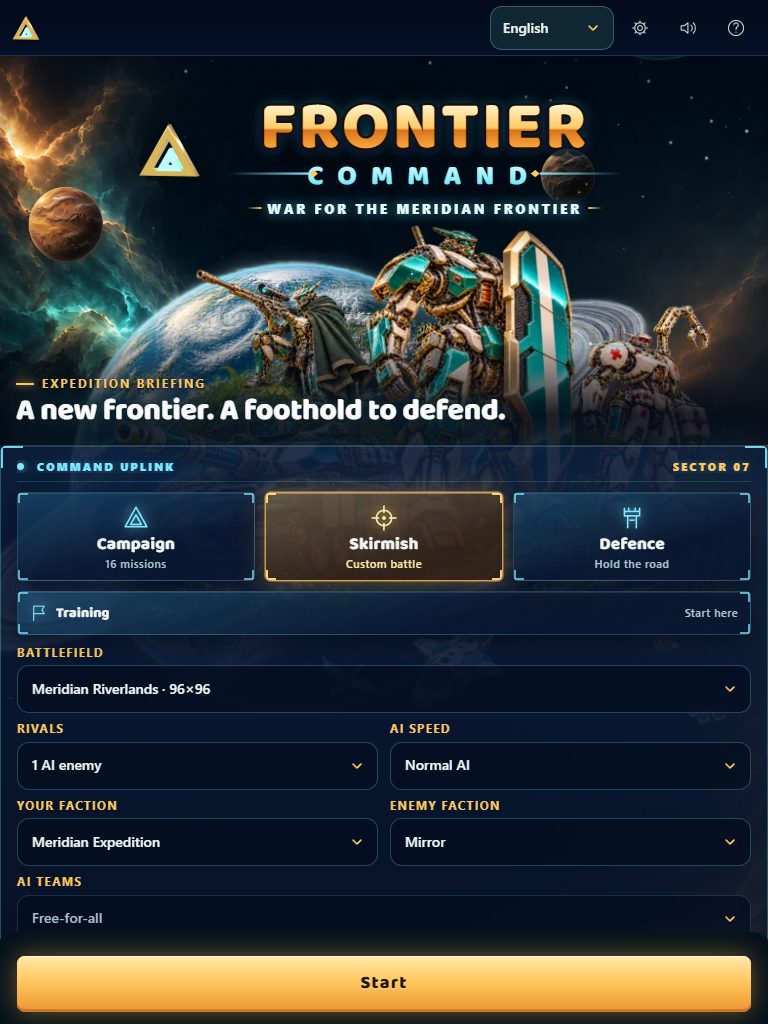 English
FRONTIER
COMMAND
WAR FOR THE MERIDIAN FRONTIER
EXPEDITION BRIEFING
A new frontier. A foothold to defend.
COMMAND UPLINK
SECTOR 07
Campaign
16 missions
Skirmish
Custom battle
Defence
Hold the road
Training
Start here
BATTLEFIELD
Meridian Riverlands · 96×96
RIVALS
AI SPEED
1 AI enemy
Normal AI
YOUR FACTION
ENEMY FACTION
Meridian Expedition
Mirror
AI TEAMS
Free-for-all
Start